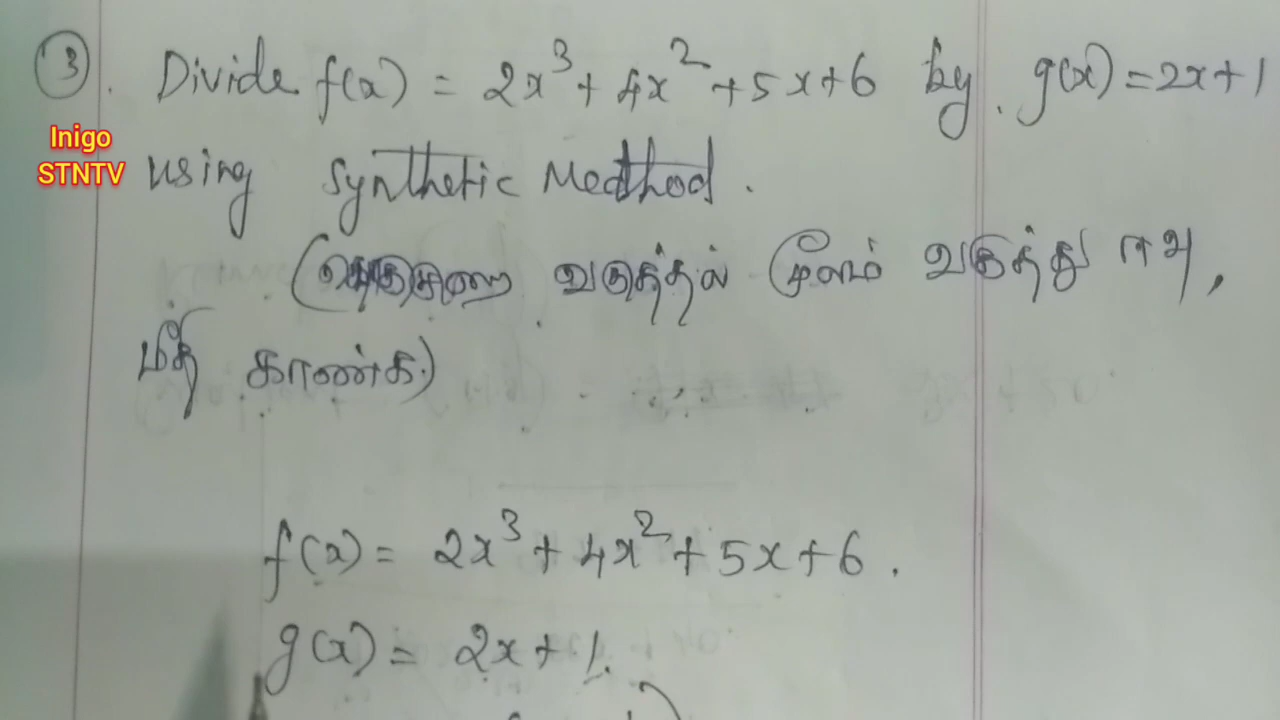 3. Divide f(x) = 2x³ + 4x² + 5x + 6 by g(x) = 2x + 1
Inigo
STNTV
using synthetic Method.
வகுத்தல் மூலம் வகுத்து ஈவு,
மீதி காண்க.)
f(x) = 2x³ + 4x² + 5x + 6.
g(x) = 2x + 1.